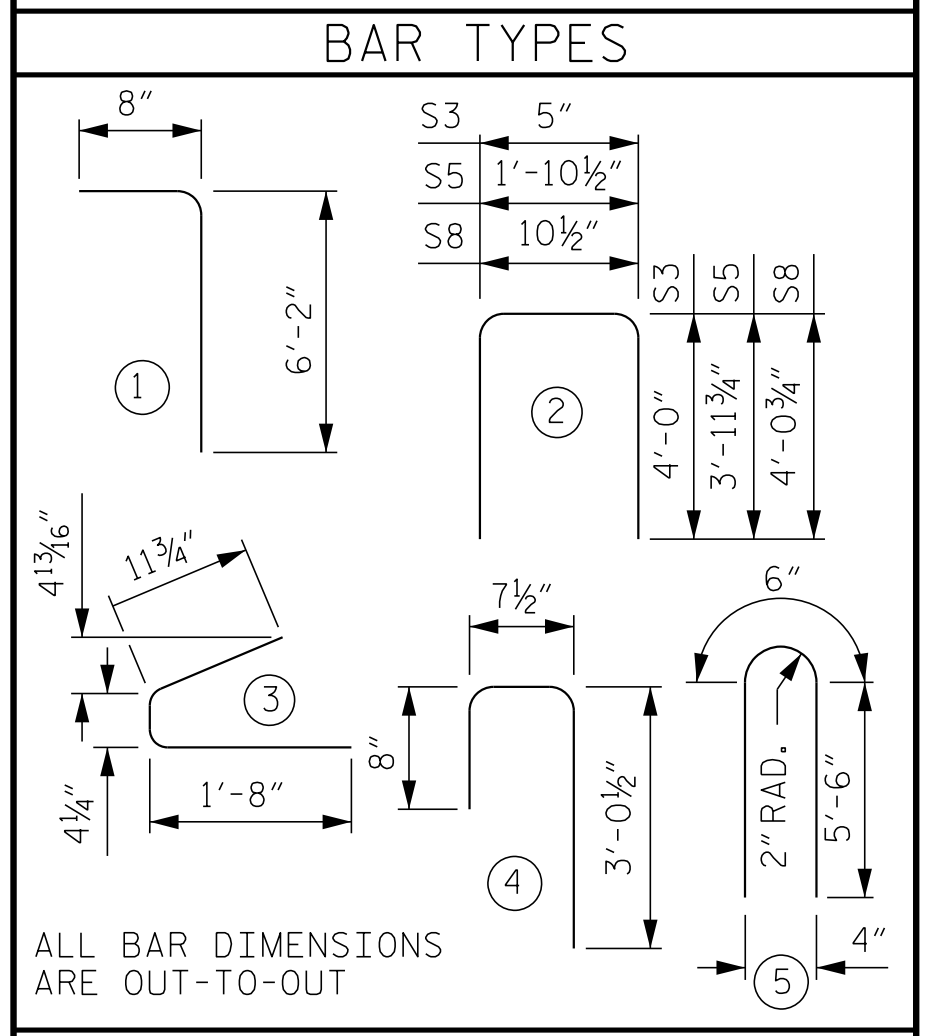 BAR TYPES
8"
6'-2"
1
S3 5"
S5 1'-10½"
S8 10½"
S3 S5 S8
4'-0" 3'-11¾" 4'-0¾"
2
4 13/16"
11¾"
3
4¼"
1'-8"
7½"
8"
3'-0½"
4
6"
2" RAD.
5'-6"
4"
5
ALL BAR DIMENSIONS
ARE OUT-TO-OUT